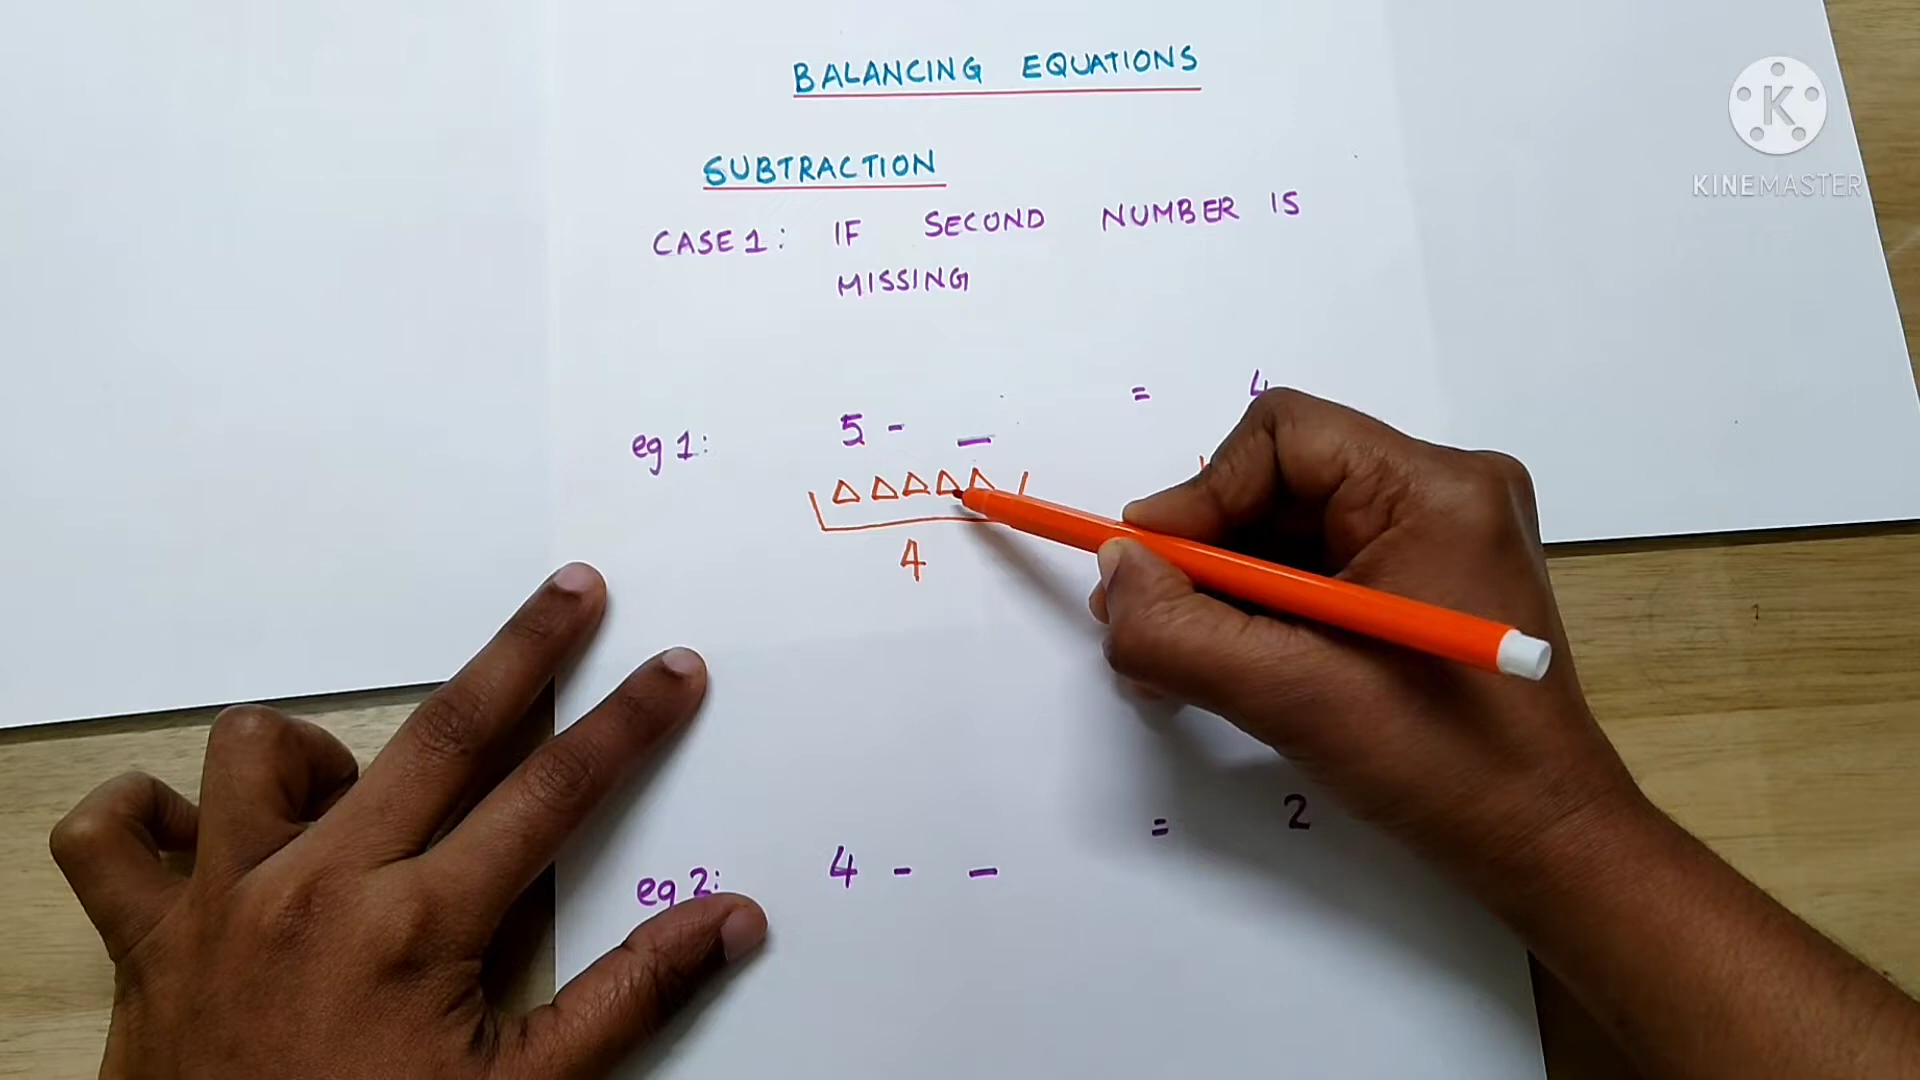 BALANCING EQUATIONS
SUBTRACTION
CASE 1: IF SECOND NUMBER IS
MISSING
eg 1: 5 - _ = 4
4
eg 2: 4 - _ = 2
K
KINEMASTER